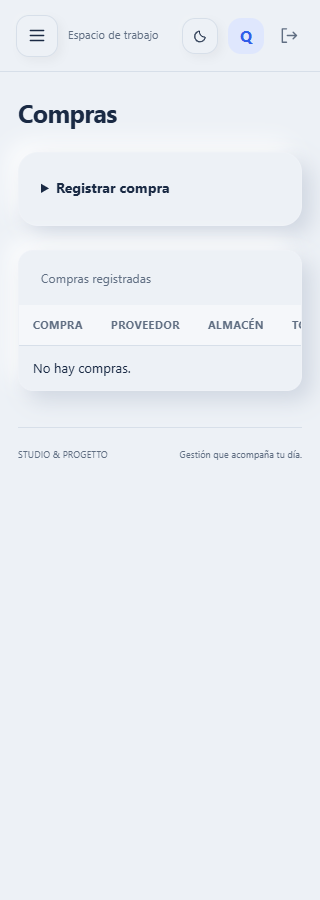 Espacio de trabajo
Q
Compras
Registrar compra
Compras registradas
COMPRA PROVEEDOR ALMACÉN
No hay compras.
STUDIO & PROGETTO
Gestión que acompaña tu día.